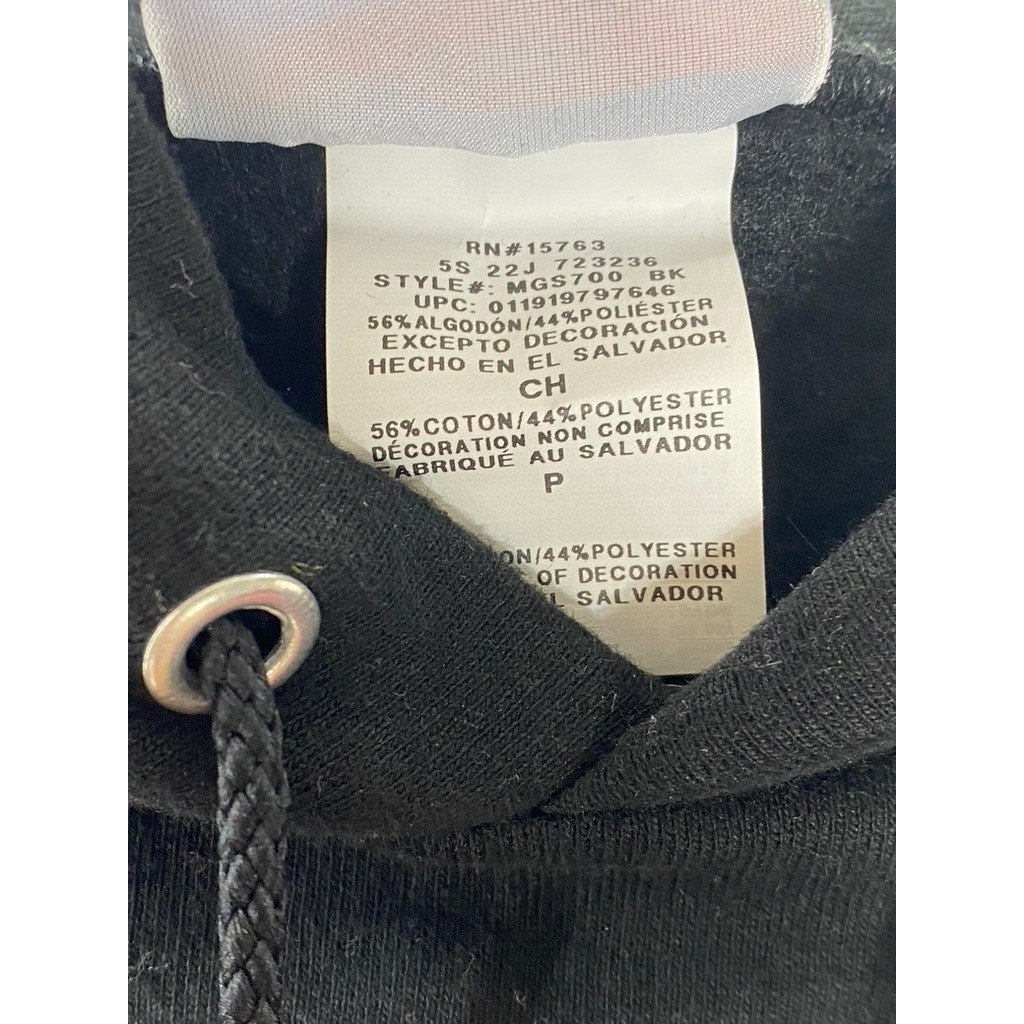 RN#15763
5S 22J 723236
STYLE#: MGS700 BK
UPC: 011919797646
56%ALGODÓN/44%POLIÉSTER
EXCEPTO DECORACIÓN
HECHO EN EL SALVADOR
CH
56%COTON/44%POLYESTER
DÉCORATION NON COMPRISE
FABRIQUÉ AU SALVADOR
P
ON/44%POLYESTER
OF DECORATION
L SALVADOR